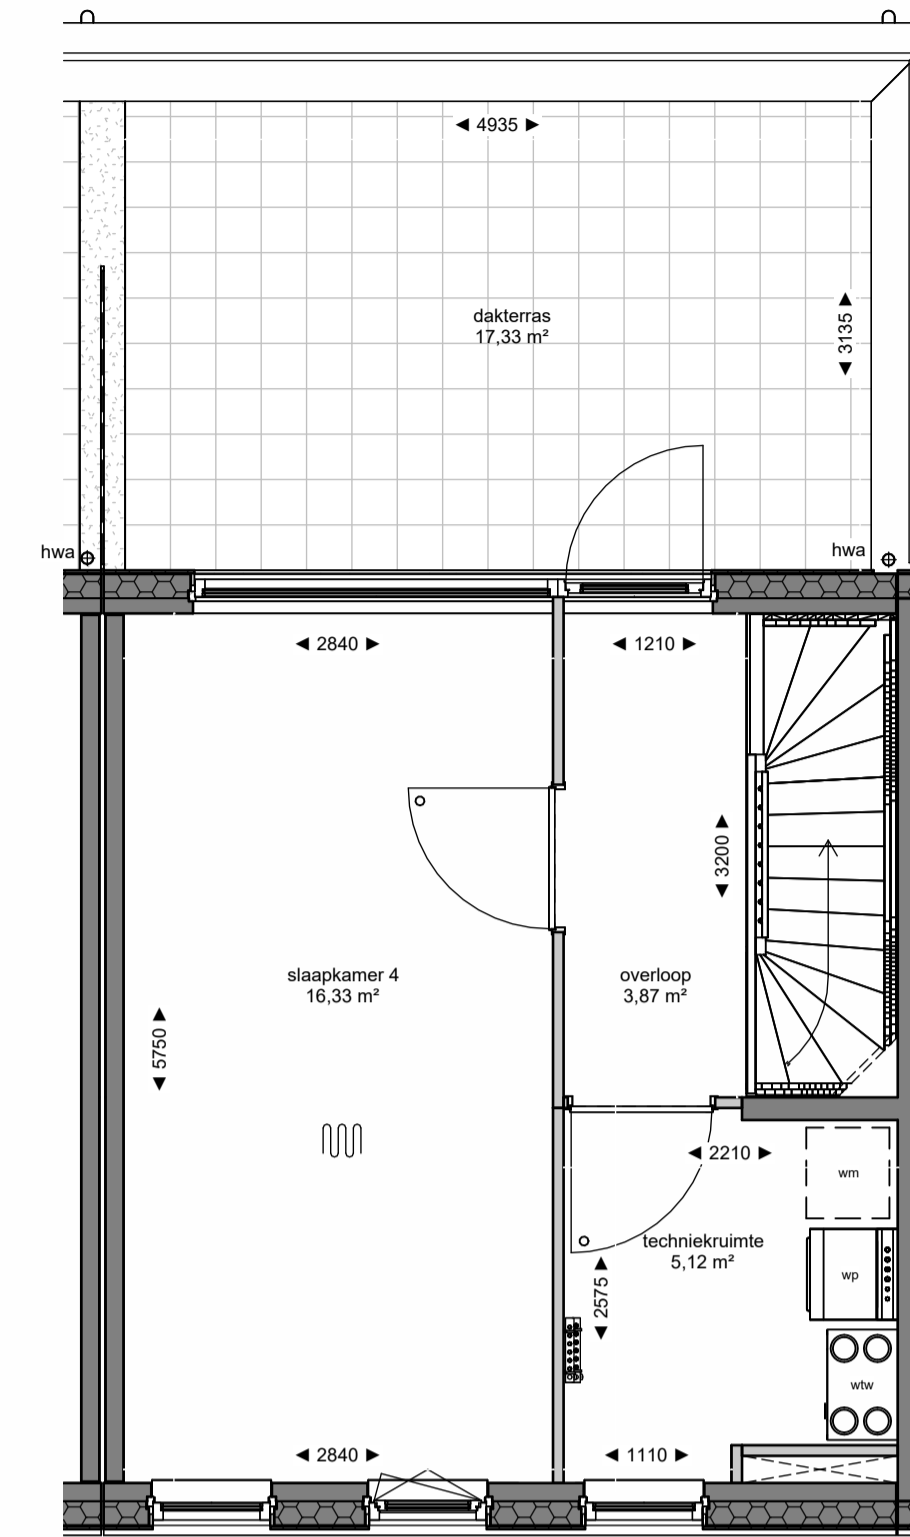 ◄ 4935 ►
dakterras
17,33 m²
◄ 3135 ►
hwa
hwa
◄ 2840 ►
◄ 1210 ►
◄ 3200 ►
slaapkamer 4
16,33 m²
overloop
3,87 m²
◄ 5750 ►
◄ 2210 ►
wm
techniekruimte
5,12 m²
wp
◄ 2575 ►
wtw
◄ 2840 ►
◄ 1110 ►